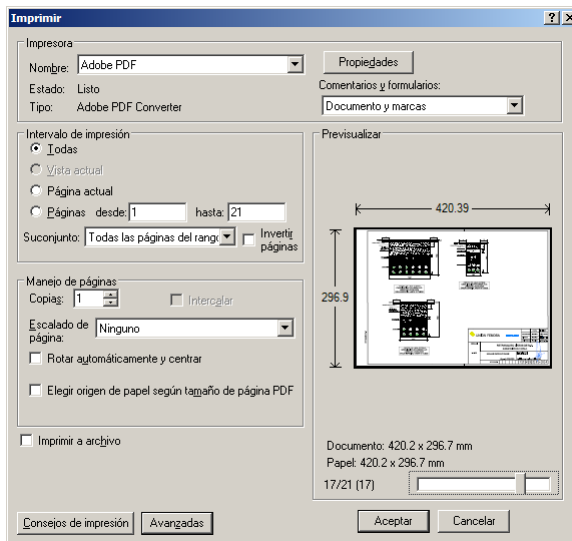 Imprimir
Impresora
Nombre: Adobe PDF
Propiedades
Estado: Listo
Comentarios y formularios:
Tipo: Adobe PDF Converter
Documento y marcas
Intervalo de impresión
Todas
Vista actual
Página actual
Páginas desde: 1 hasta: 21
Suconjunto: Todas las páginas del rango
Invertir páginas
Manejo de páginas
Copias: 1
Intercalar
Escalado de página: Ninguno
Rotar automáticamente y centrar
Elegir origen de papel según tamaño de página PDF
Imprimir a archivo
Consejos de impresión
Avanzadas
Previsualizar
420.39
296.9
Documento: 420.2 x 296.7 mm
Papel: 420.2 x 296.7 mm
17/21 (17)
Aceptar
Cancelar